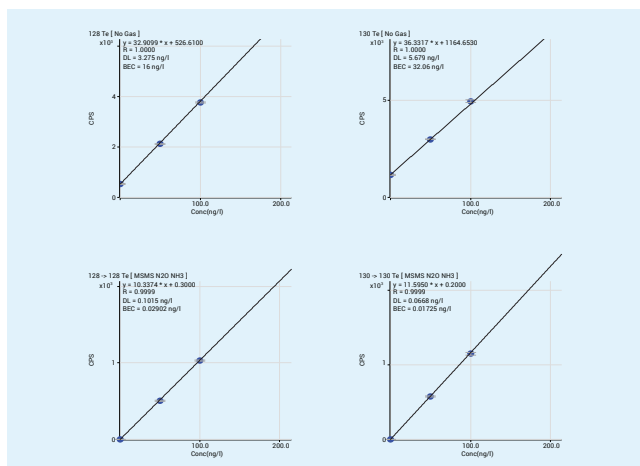 128 Te [ No Gas ]
x10³
y = 32.9099 * x + 526.6100
R = 1.0000
DL = 3.275 ng/l
BEC = 16 ng/l
4
2
0
CPS
100.0
200.0
Conc(ng/l)
130 Te [ No Gas ]
x10³
y = 36.3317 * x + 1164.6530
R = 1.0000
DL = 5.679 ng/l
BEC = 32.06 ng/l
5
0
CPS
100.0
200.0
Conc(ng/l)
128 -> 128 Te [ MSMS N2O NH3 ]
x10³
y = 10.3374 * x + 0.3000
R = 0.9999
DL = 0.1015 ng/l
BEC = 0.02902 ng/l
1
0
CPS
100.0
200.0
Conc(ng/l)
130 -> 130 Te [ MSMS N2O NH3 ]
x10³
y = 11.5950 * x + 0.2000
R = 0.9999
DL = 0.0668 ng/l
BEC = 0.01725 ng/l
1
0
CPS
100.0
200.0
Conc(ng/l)